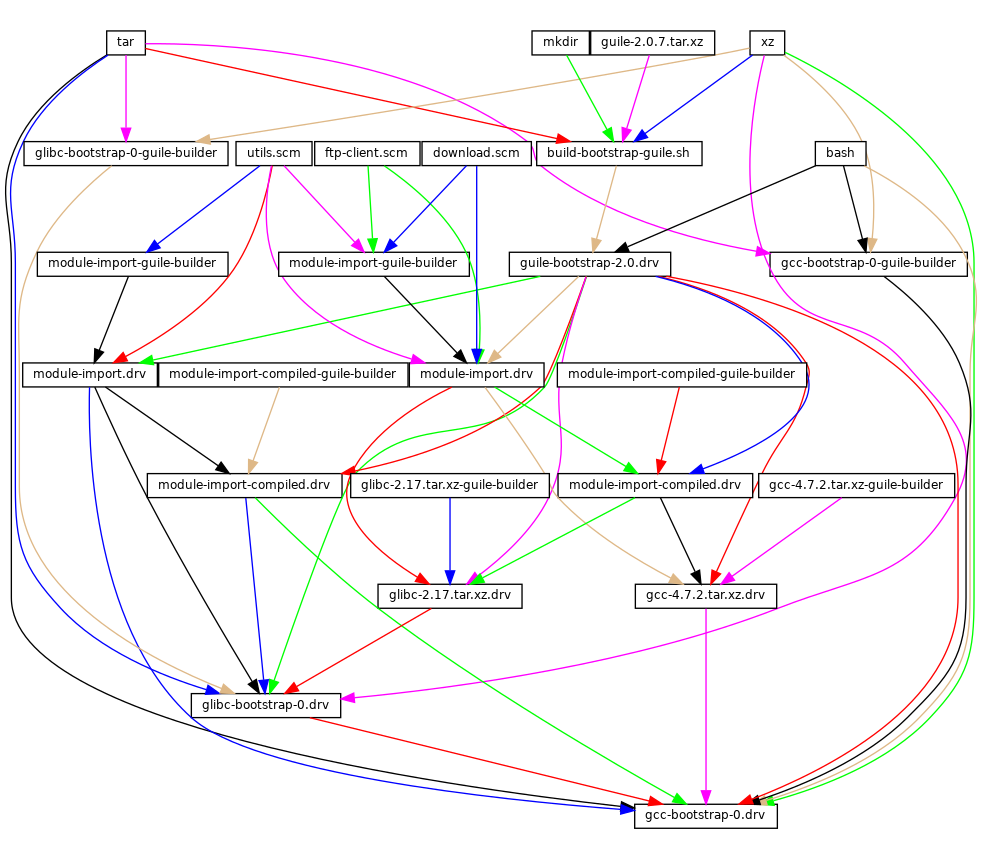 tar
mkdir
guile-2.0.7.tar.xz
xz
glibc-bootstrap-0-guile-builder
utils.scm
ftp-client.scm
download.scm
build-bootstrap-guile.sh
bash
module-import-guile-builder
module-import-guile-builder
guile-bootstrap-2.0.drv
gcc-bootstrap-0-guile-builder
module-import.drv
module-import-compiled-guile-builder
module-import.drv
module-import-compiled-guile-builder
module-import-compiled.drv
glibc-2.17.tar.xz-guile-builder
module-import-compiled.drv
gcc-4.7.2.tar.xz-guile-builder
glibc-2.17.tar.xz.drv
gcc-4.7.2.tar.xz.drv
glibc-bootstrap-0.drv
gcc-bootstrap-0.drv